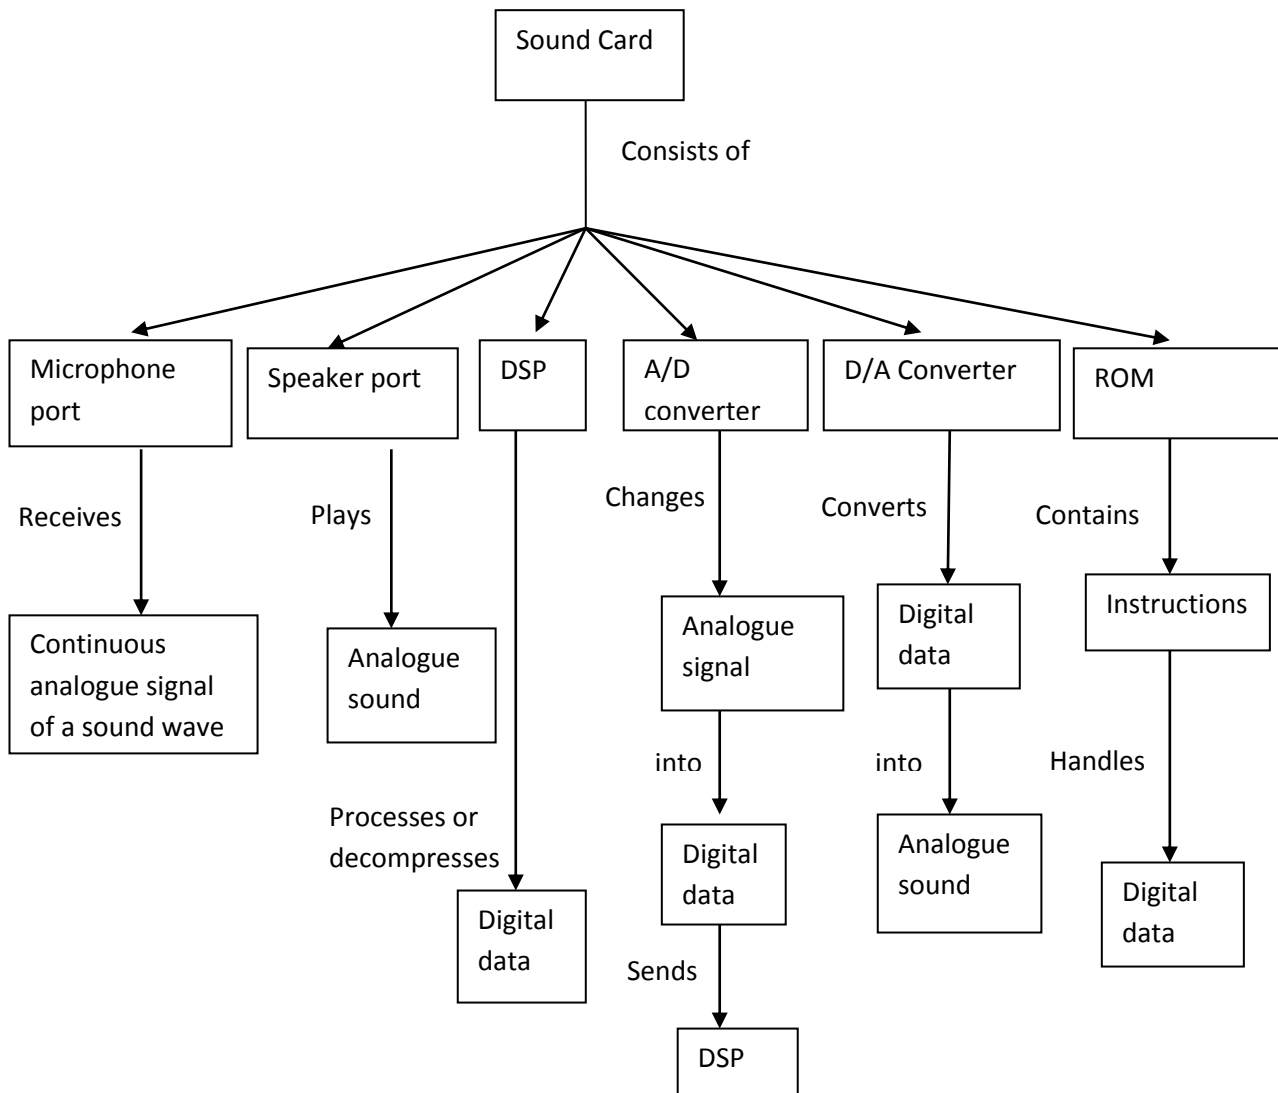 Sound Card
Consists of
Microphone
port
Speaker port
DSP
A/D
converter
D/A Converter
ROM
Receives
Plays
Changes
Converts
Contains
Continuous
analogue signal
of a sound wave
Analogue
sound
Analogue
signal
Digital
data
Instructions
into
into
Handles
Processes or
decompresses
Digital
data
Digital
data
Analogue
sound
Digital
data
Sends
DSP